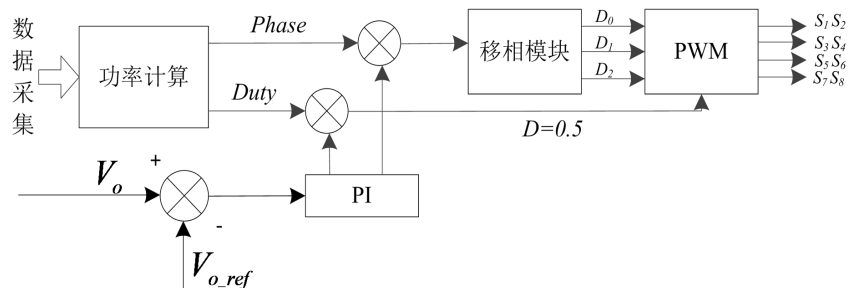 数据采集
功率计算
Phase
Duty
移相模块
D0
D1
D2
PWM
S1 S2
S3 S4
S5 S6
S7 S8
D=0.5
+
Vo
-
PI
Vo_ref